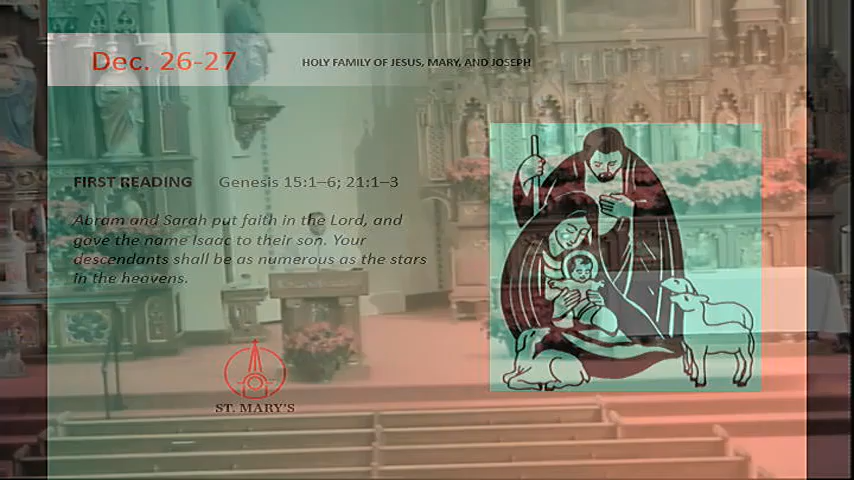 Dec. 26-27
HOLY FAMILY OF JESUS, MARY, AND JOSEPH
FIRST READING Genesis 15:1–6; 21:1–3
Abram and Sarah put faith in the Lord, and
gave the name Isaac to their son. Your
descendants shall be as numerous as the stars
in the heavens.
ST. MARY'S